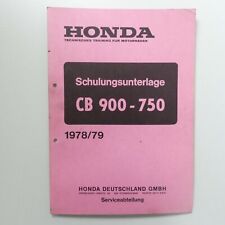 HONDA
TECHNISCHES TRAINING FÜR MOTORRÄDER
Schulungsunterlage
CB 900 - 750
1978/79
HONDA DEUTSCHLAND GMBH
Serviceabteilung